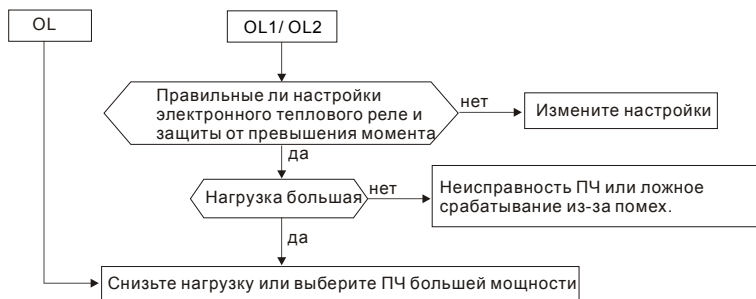 OL
OL1/ OL2
Правильные ли настройки
электронного теплового реле и
защиты от превышения момента
нет
Измените настройки
да
Нагрузка большая
нет
Неисправность ПЧ или ложное
срабатывание из-за помех.
да
Снизьте нагрузку или выберите ПЧ большей мощности